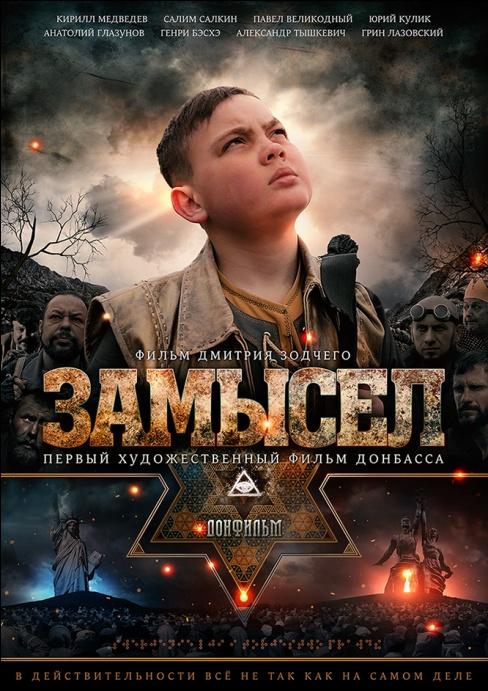 КИРИЛЛ МЕДВЕДЕВ САЛИМ САЛКИН ПАВЕЛ ВЕЛИКОДНЫЙ ЮРИЙ КУЛИК
АНАТОЛИЙ ГЛАЗУНОВ ГЕНРИ БЭСХЭ АЛЕКСАНДР ТЫШКЕВИЧ ГРИН ЛАЗОВСКИЙ
ФИЛЬМ ДМИТРИЯ ЗОДЧЕГО
ЗАМЫСЕЛ
ПЕРВЫЙ ХУДОЖЕСТВЕННЫЙ ФИЛЬМ ДОНБАССА
ДОНФИЛЬМ
В ДЕЙСТВИТЕЛЬНОСТИ ВСЁ НЕ ТАК КАК НА САМОМ ДЕЛЕ